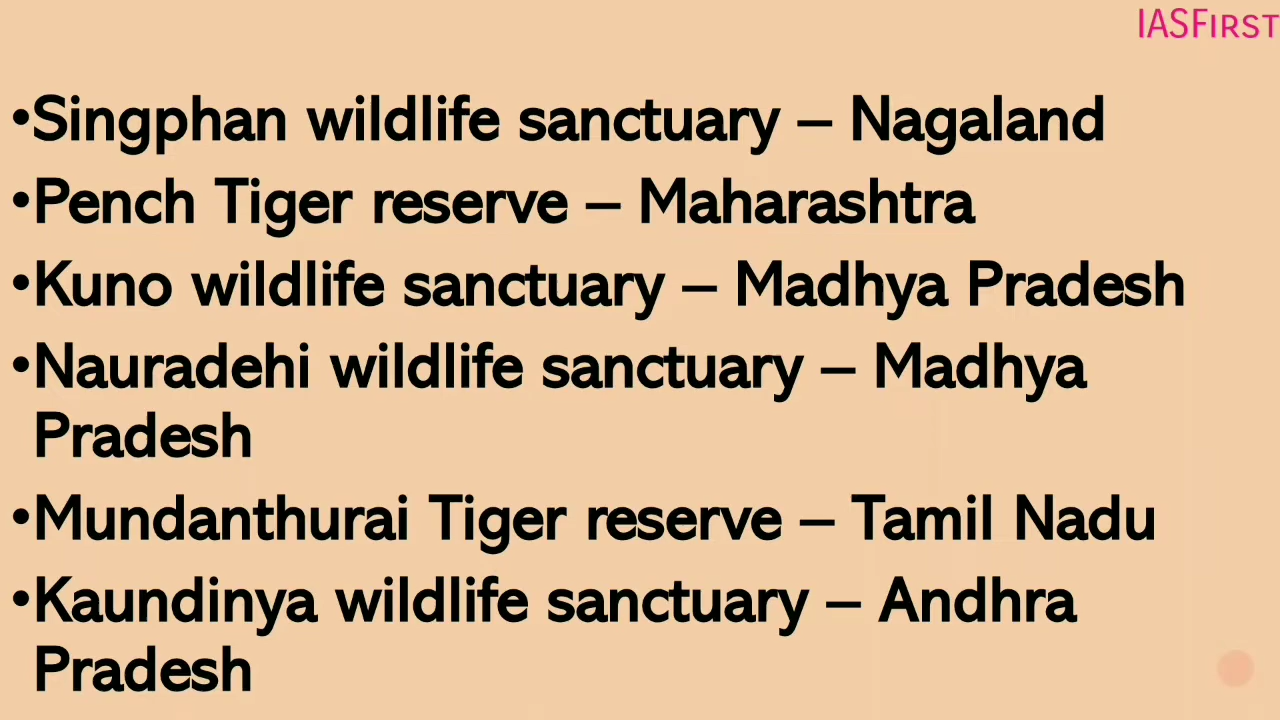 IASFIRST
•Singphan wildlife sanctuary – Nagaland
•Pench Tiger reserve – Maharashtra
•Kuno wildlife sanctuary – Madhya Pradesh
•Nauradehi wildlife sanctuary – Madhya
Pradesh
•Mundanthurai Tiger reserve – Tamil Nadu
•Kaundinya wildlife sanctuary – Andhra
Pradesh